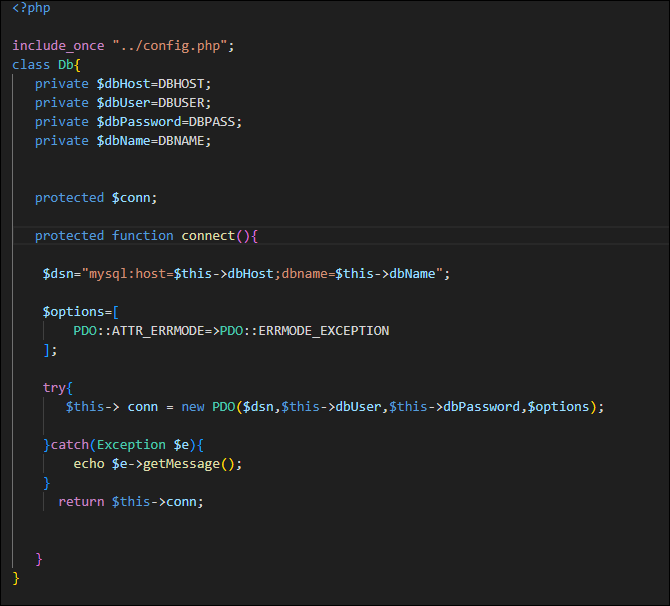 <?php
include_once "../config.php";
class Db{
private $dbHost=DBHOST;
private $dbUser=DBUSER;
private $dbPassword=DBPASS;
private $dbName=DBNAME;
protected $conn;
protected function connect(){
$dsn="mysql:host=$this->dbHost;dbname=$this->dbName";
$options=[
PDO::ATTR_ERRMODE=>PDO::ERRMODE_EXCEPTION
];
try{
$this-> conn = new PDO($dsn,$this->dbUser,$this->dbPassword,$options);
}catch(Exception $e){
echo $e->getMessage();
}
return $this->conn;
}
}